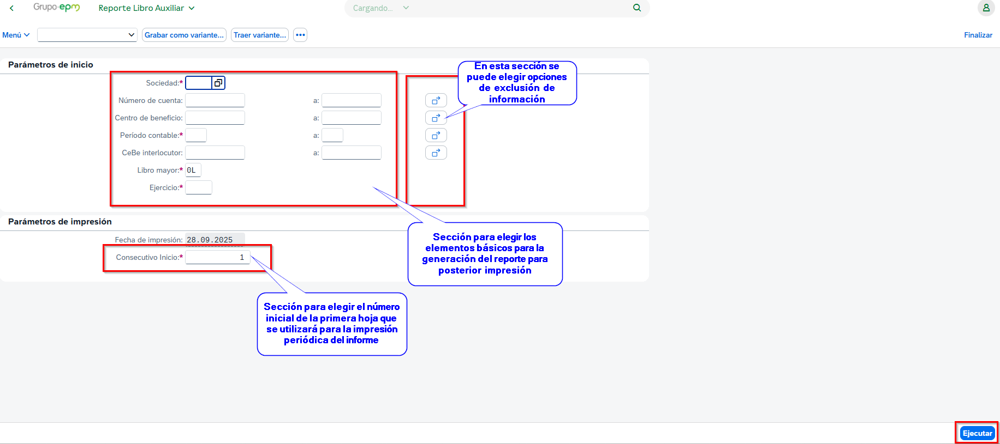 Grupo·epm
Reporte Libro Auxiliar
Cargando...
Menú
Grabar como variante...
Traer variante...
Finalizar
Parámetros de inicio
En esta sección se
puede elegir opciones
de exclusión de
información
Sociedad:*
Número de cuenta:
a:
Centro de beneficio:
a:
Período contable:*
a:
CeBe interlocutor:
a:
Libro mayor:* 0L
Ejercicio:*
Parámetros de impresión
Fecha de impresión: 28.09.2025
Consecutivo Inicio:* 1
Sección para elegir los
elementos básicos para la
generación del reporte para
posterior impresión
Sección para elegir el número
inicial de la primera hoja que
se utilizará para la impresión
periódica del informe
Ejecutar